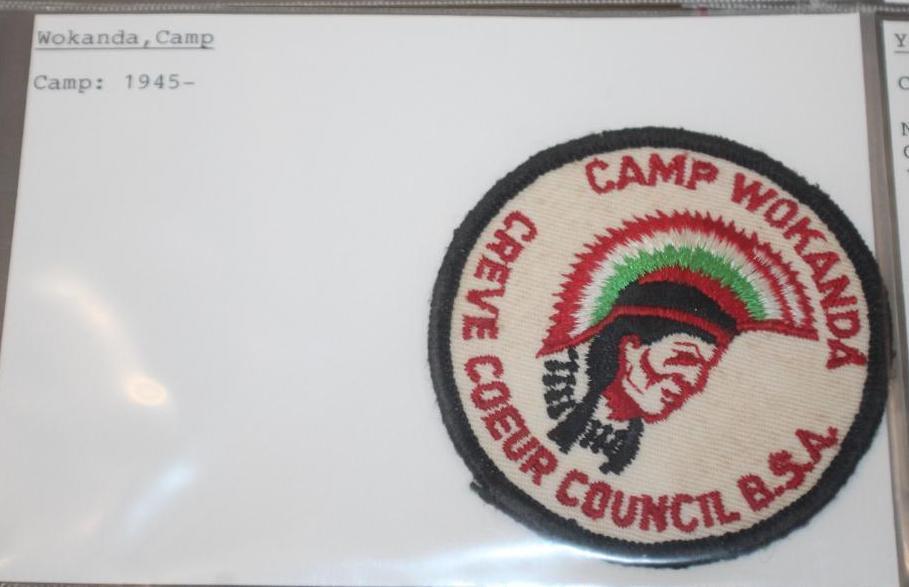 Wokanda,Camp
Camp: 1945-
CAMP WOKANDA
CREVE COEUR COUNCIL B.S.A.
Y
C
N